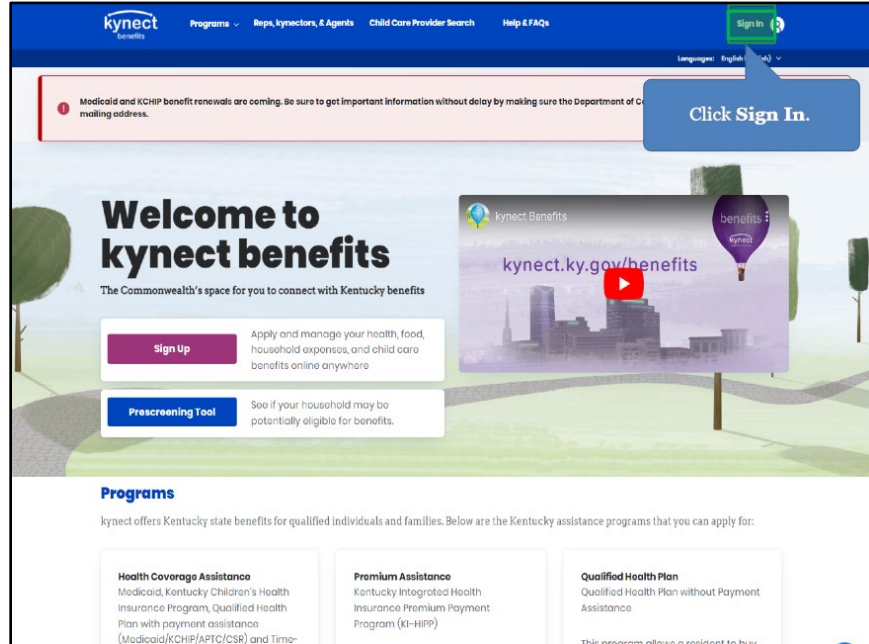 kynect
benefits
Programs
Reps, kynectors, & Agents
Child Care Provider Search
Help & FAQs
Sign In
Languages: English
Click Sign In.
Medicaid and KCHIP benefit renewals are coming. Be sure to get important information without delay by making sure the Department of
mailing address.
Welcome to
kynect benefits
The Commonwealth's space for you to connect with Kentucky benefits
Sign Up
Apply and manage your health, food,
household expenses, and child care
benefits online anywhere
Prescreening Tool
See if your household may be
potentially eligible for benefits.
kynect Benefits
benefits
kynect
kynect.ky.gov/benefits
Programs
kynect offers Kentucky state benefits for qualified individuals and families. Below are the Kentucky assistance programs that you can apply for:
Health Coverage Assistance
Medicaid, Kentucky Children's Health
Insurance Program, Qualified Health
Plan with payment assistance
(Medicaid/KCHIP/APTC/CSR) and Time-
Premium Assistance
Kentucky Integrated Health
Insurance Premium Payment
Program (KI-HIPP)
Qualified Health Plan
Qualified Health Plan without Payment
Assistance
This program allows a resident to buy